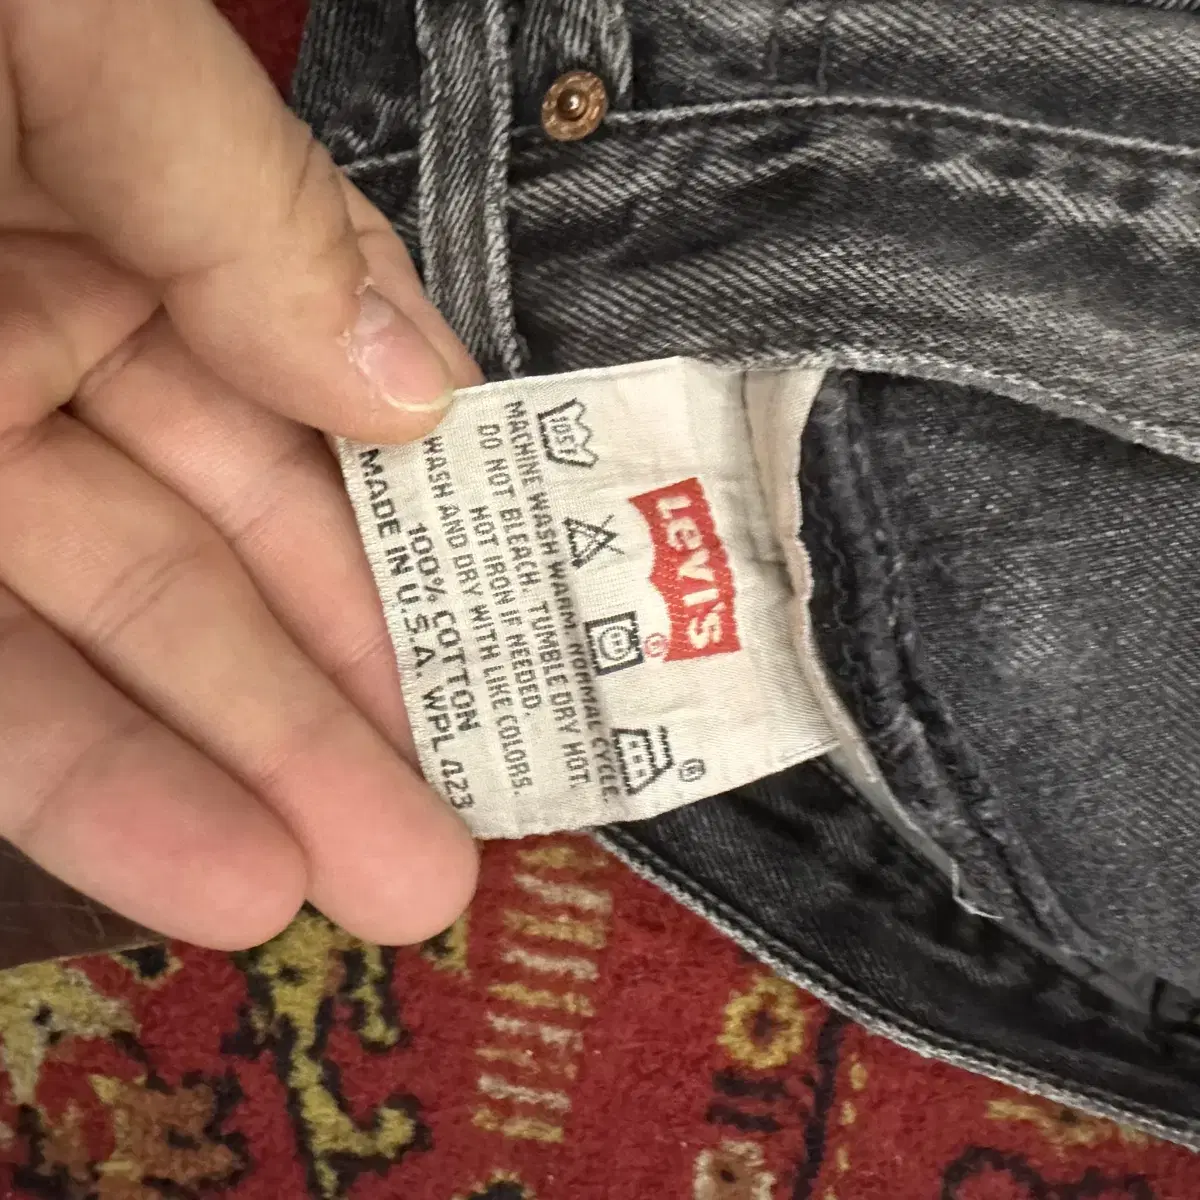 LEVI'S ®
105F
®
MACHINE WASH WARM. NORMAL CYCLE.
DO NOT BLEACH. TUMBLE DRY HOT.
HOT IRON IF NEEDED.
WASH AND DRY WITH LIKE COLORS.
100% COTTON
MADE IN U.S.A. WPL 423